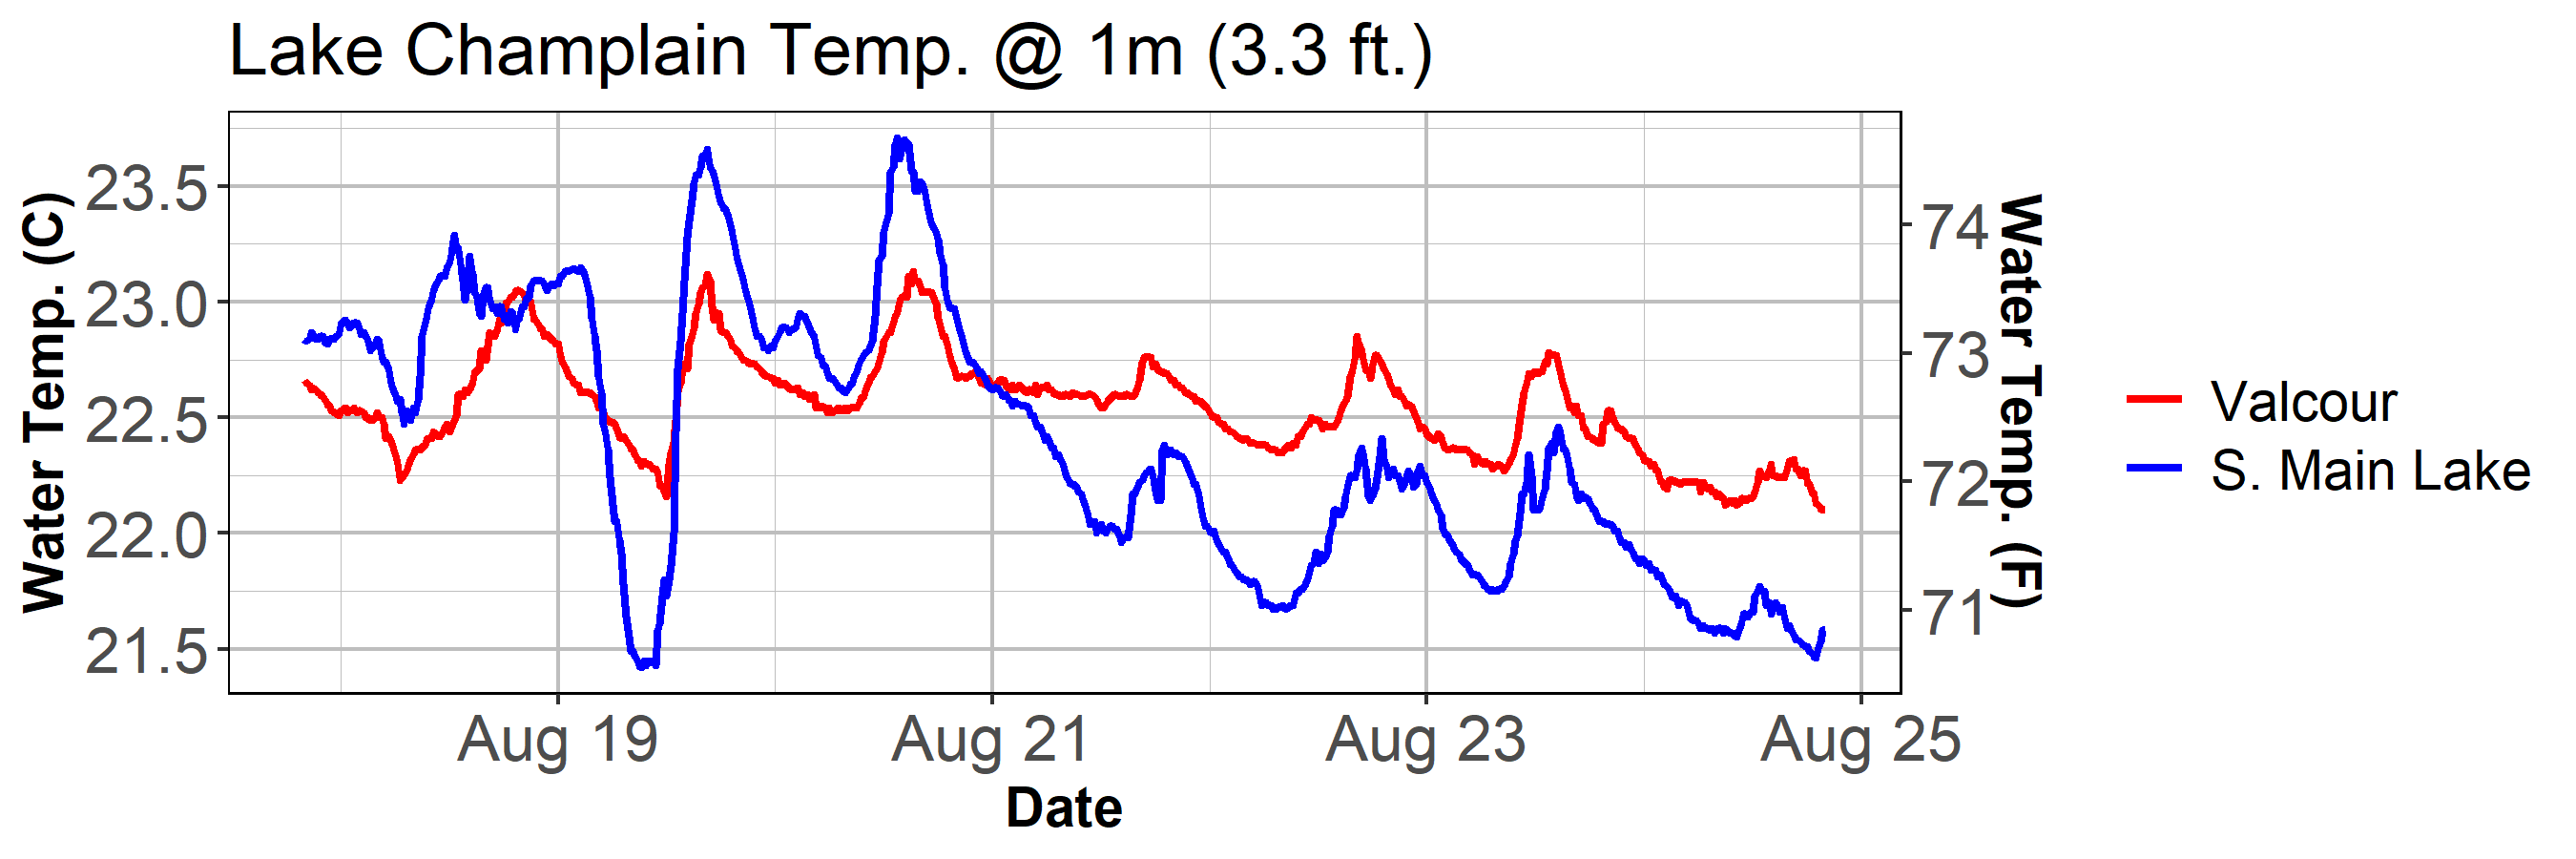 Lake Champlain Temp. @ 1m (3.3 ft.)
Water Temp. (C)
23.5
23.0
22.5
22.0
21.5
74
73
72
71
Water Temp. (F)
Aug 19
Aug 21
Aug 23
Aug 25
Date
Valcour
S. Main Lake